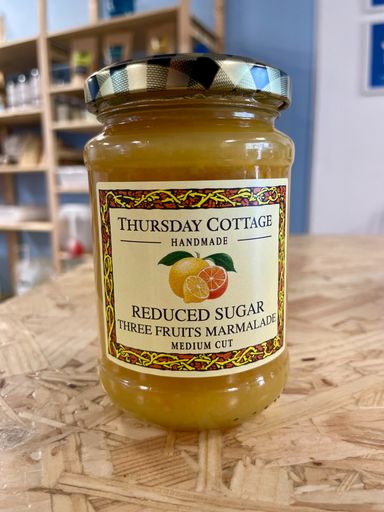 THURSDAY COTTAGE
HANDMADE
REDUCED SUGAR
THREE FRUITS MARMALADE
MEDIUM CUT